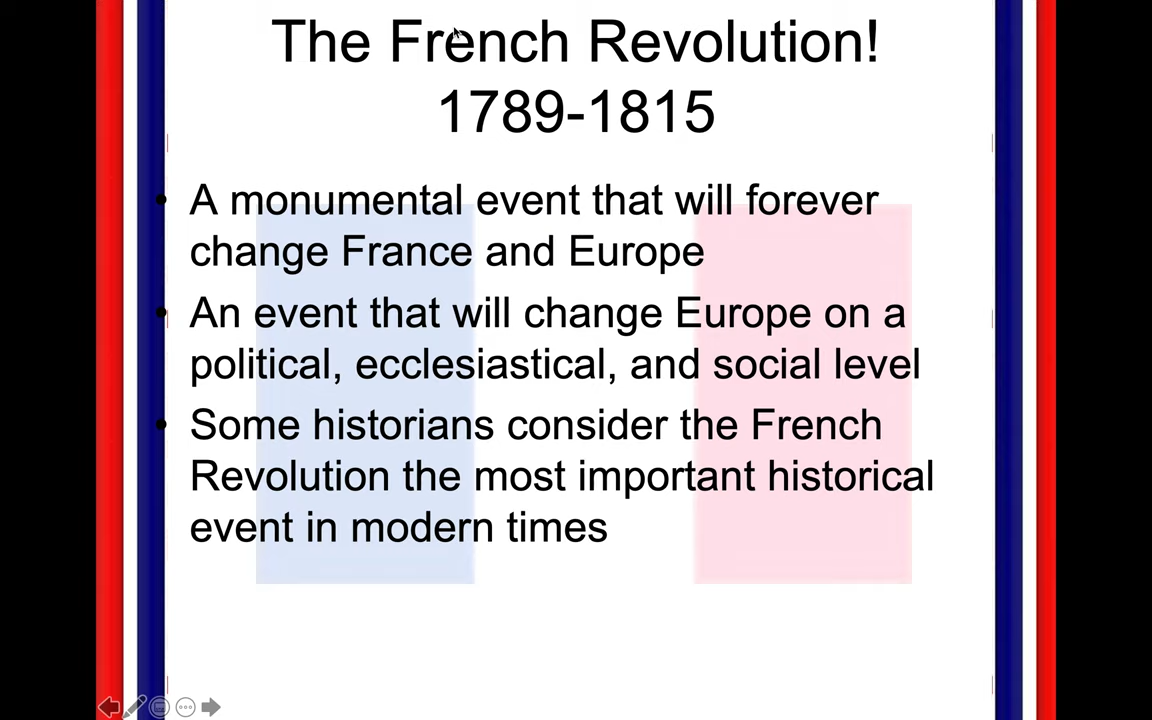 The French Revolution!
1789-1815
• A monumental event that will forever
change France and Europe
• An event that will change Europe on a
political, ecclesiastical, and social level
• Some historians consider the French
Revolution the most important historical
event in modern times